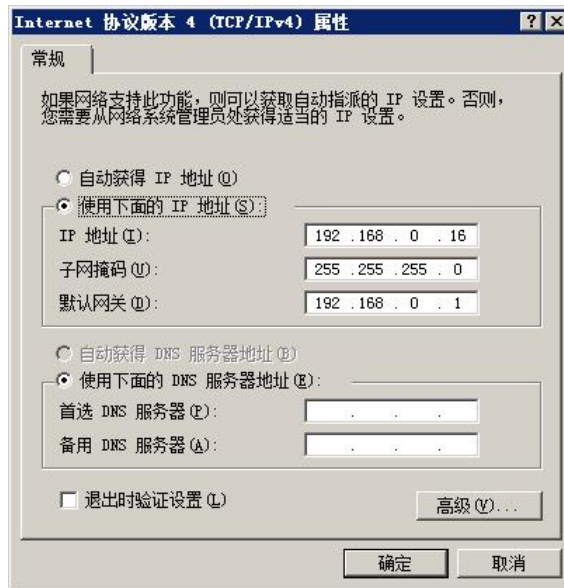 Internet 协议版本 4 (TCP/IPv4) 属性
常规
如果网络支持此功能，则可以获取自动指派的 IP 设置。否则，
您需要从网络系统管理员处获得适当的 IP 设置。
自动获得 IP 地址(O)
使用下面的 IP 地址(S):
IP 地址(I): 192 .168 . 0 . 16
子网掩码(U): 255 .255 .255 . 0
默认网关(D): 192 .168 . 0 . 1
自动获得 DNS 服务器地址(B)
使用下面的 DNS 服务器地址(E):
首选 DNS 服务器(P): . . .
备用 DNS 服务器(A): . . .
退出时验证设置(L)
高级(V)...
确定 取消